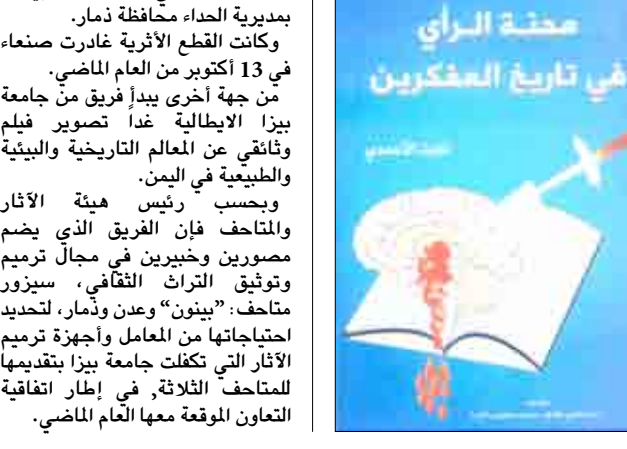 محنة الرأي
في تاريخ المفكرين
بمديرية الحداء محافظة ذمار.
وكانت القطع الأثرية غادرت صنعاء
في 13 أكتوبر من العام الماضي.
من جهة أخرى يبدأ فريق من جامعة
بيزا الايطالية غداً تصوير فيلم
وثائقي عن المعالم التاريخية والبيئية
والطبيعية في اليمن.
وبحسب رئيس هيئة الآثار
والمتاحف فإن الفريق الذي يضم
مصورين وخبيرين في مجال ترميم
وتوثيق التراث الثقافي، سيزور
متاحف: ”بينون“ وعدن وذمار، لتحديد
احتياجاتها من المعامل وأجهزة ترميم
الآثار التي تكفلت جامعة بيزا بتقديمها
للمتاحف الثلاثة, في إطار اتفاقية
التعاون الموقعة معها العام الماضي.